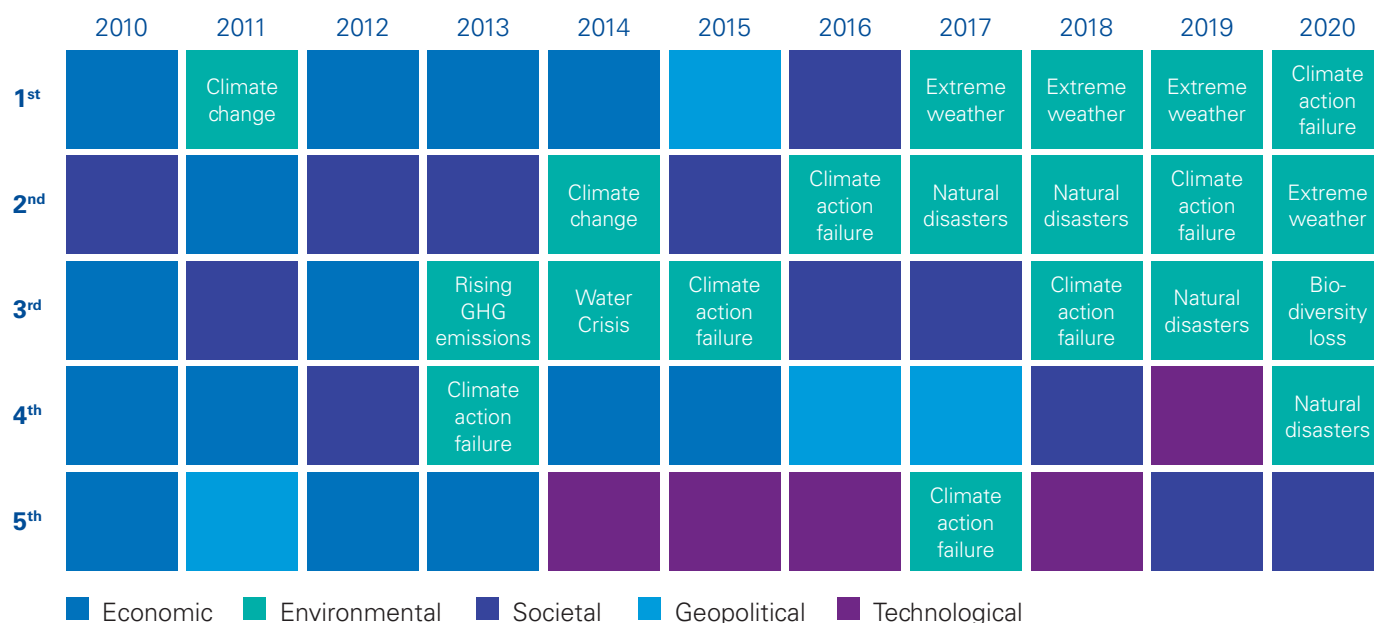 2010 2011 2012 2013 2014 2015 2016 2017 2018 2019 2020
1st
Climate
change
Extreme
weather
Extreme
weather
Extreme
weather
Climate
action
failure
2nd
Climate
change
Climate
action
failure
Natural
disasters
Natural
disasters
Climate
action
failure
Extreme
weather
3rd
Rising
GHG
emissions
Water
Crisis
Climate
action
failure
Climate
action
failure
Natural
disasters
Bio-
diversity
loss
4th
Climate
action
failure
Natural
disasters
5th
Climate
action
failure
Economic Environmental Societal Geopolitical Technological